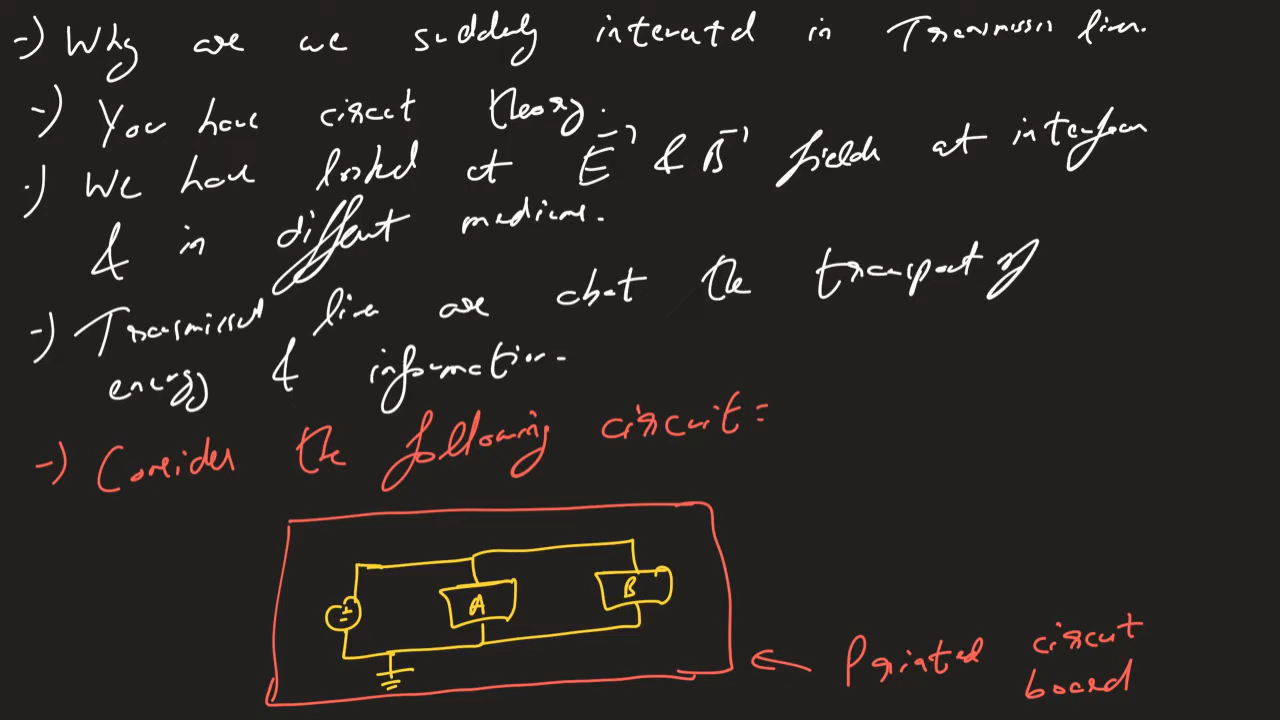 -) Why are we suddenly interested in Transmission lines.
-) You have circuit theory.
·) We have looked at E & B fields at interfaces
& in different mediums.
-) Transmission lines are about the transport of
energy & information.
-) Consider the following circuit:
A
B
← Printed circuit
board